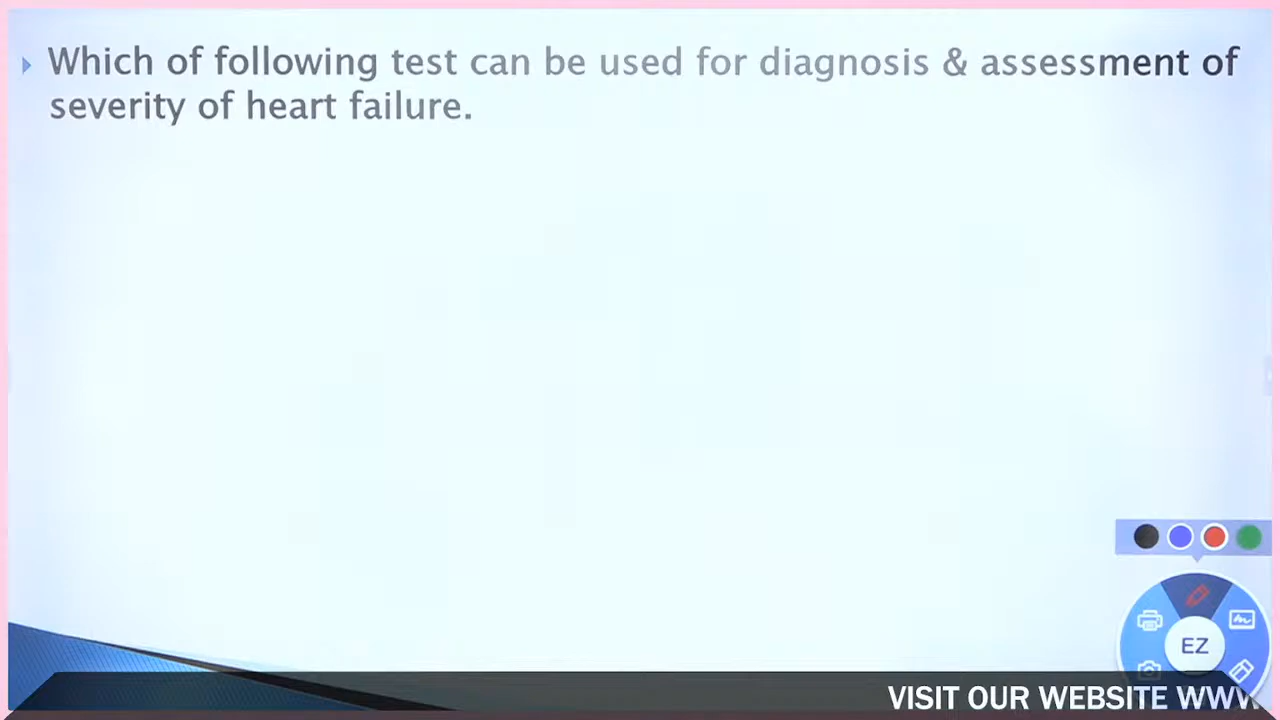 Which of following test can be used for diagnosis & assessment of
severity of heart failure.
EZ
VISIT OUR WEBSITE WWW